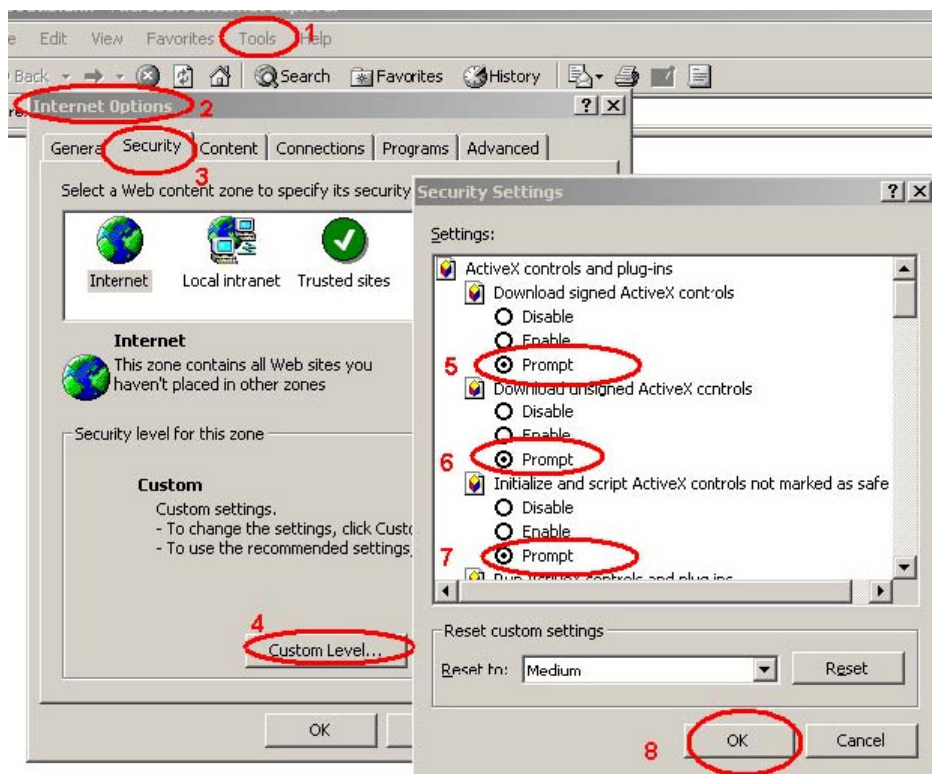 Edit View Favorites Tools 1 Help
Back Search Favorites History
Internet Options 2
General Security Content Connections Programs Advanced
3
Select a Web content zone to specify its security
Internet Local intranet Trusted sites
Internet
This zone contains all Web sites you
haven't placed in other zones
Security level for this zone
Custom
Custom settings.
- To change the settings, click Custo
- To use the recommended settings,
4
Custom Level...
OK
Security Settings
Settings:
ActiveX controls and plug-ins
Download signed ActiveX controls
Disable
Enable
5 Prompt
Download unsigned ActiveX controls
Disable
Enable
6 Prompt
Initialize and script ActiveX controls not marked as safe
Disable
Enable
7 Prompt
Run ActiveX controls and plug-ins
Reset custom settings
Reset to: Medium Reset
8 OK Cancel